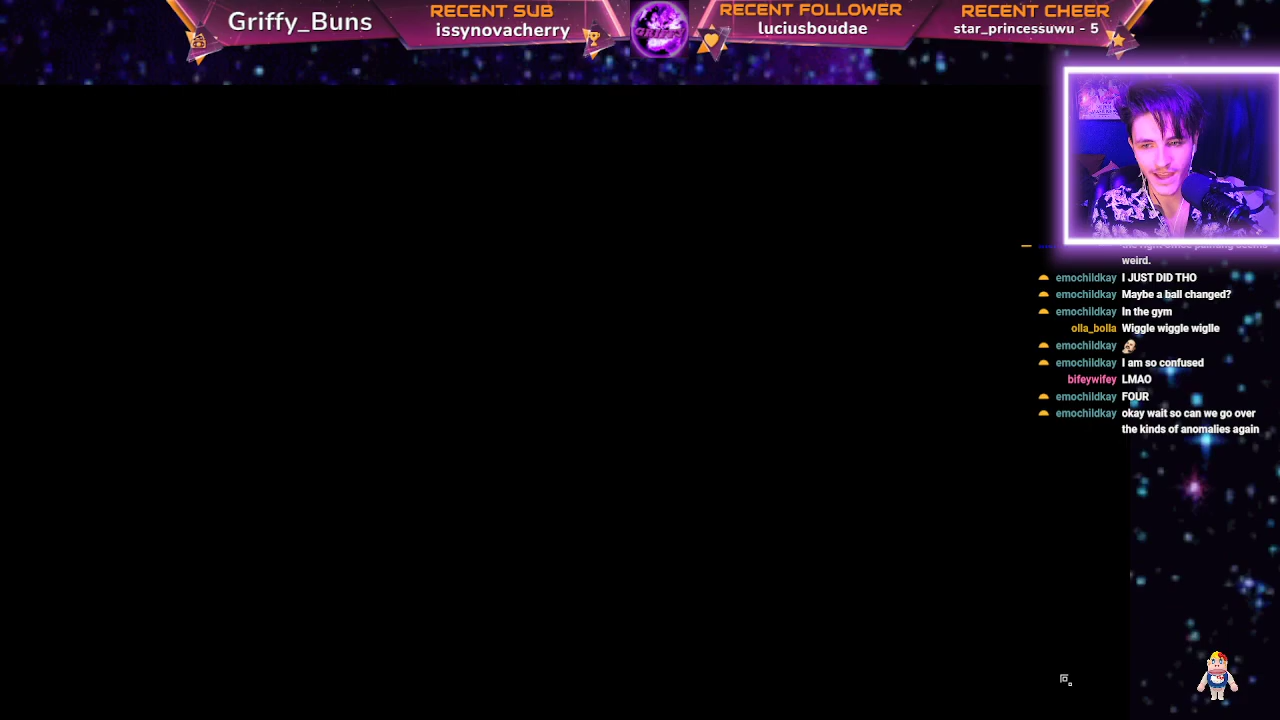 Griffy_Buns
RECENT SUB
issynovacherry
RECENT FOLLOWER
luciusboudae
RECENT CHEER
star_princessuwu - 5
weird.
emochildkay I JUST DID THO
emochildkay Maybe a ball changed?
emochildkay In the gym
olla_bolla Wiggle wiggle wiglle
emochildkay
emochildkay I am so confused
bifeywifey LMAO
emochildkay FOUR
emochildkay okay wait so can we go over
the kinds of anomalies again